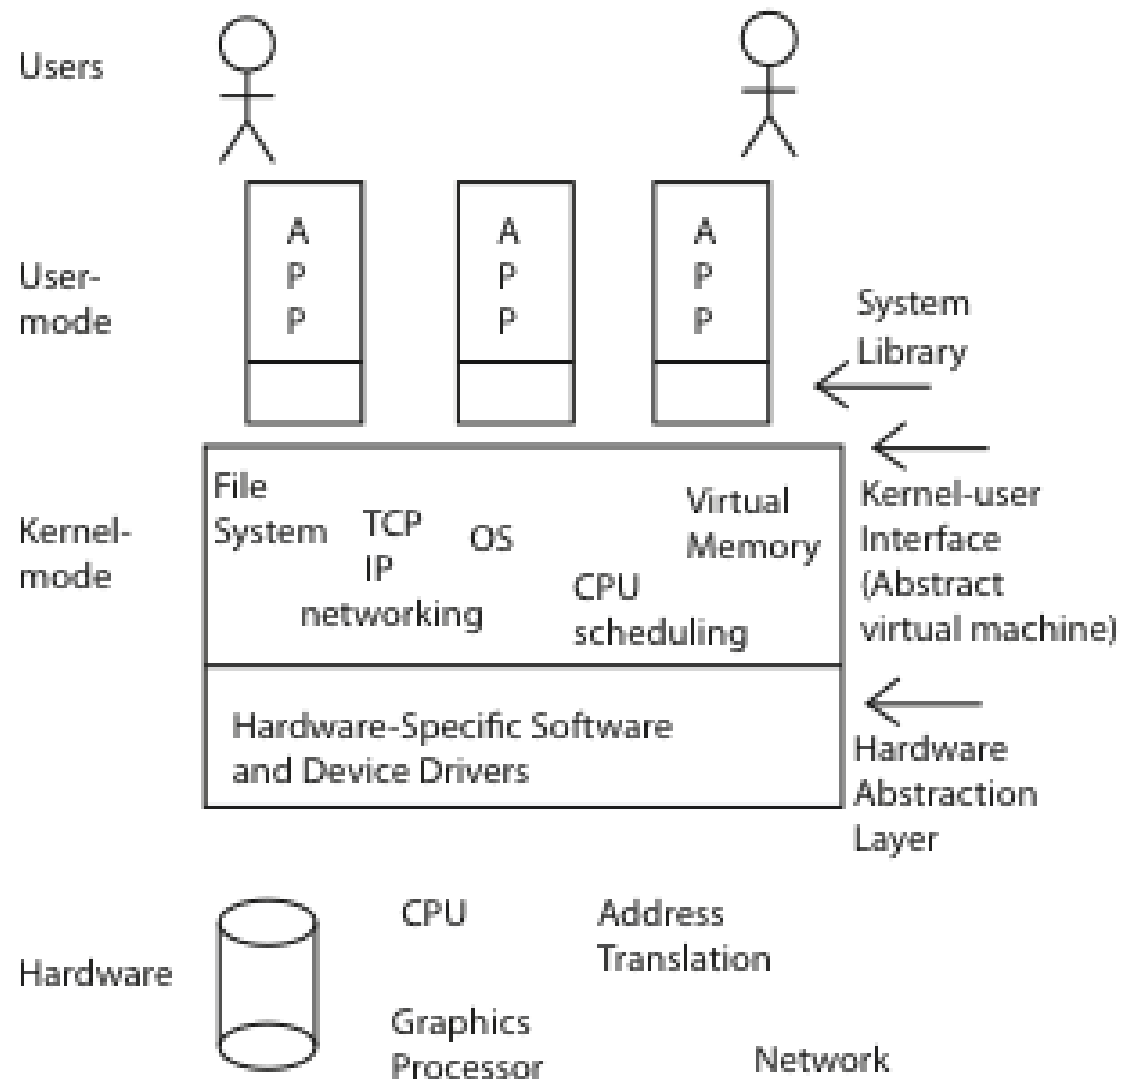 Users
A
P
P
A
P
P
A
P
P
User-
mode
System
Library
File
System
TCP
IP
networking
OS
CPU
scheduling
Virtual
Memory
Kernel-
mode
Kernel-user
Interface
(Abstract
virtual machine)
Hardware-Specific Software
and Device Drivers
Hardware
Abstraction
Layer
Hardware
CPU
Address
Translation
Graphics
Processor
Network